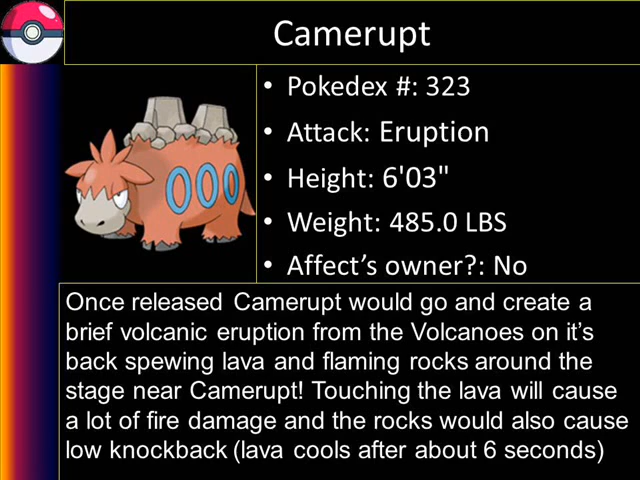 Camerupt
• Pokedex #: 323
• Attack: Eruption
• Height: 6'03"
• Weight: 485.0 LBS
• Affect’s owner?: No
Once released Camerupt would go and create a
brief volcanic eruption from the Volcanoes on it’s
back spewing lava and flaming rocks around the
stage near Camerupt! Touching the lava will cause
a lot of fire damage and the rocks would also cause
low knockback (lava cools after about 6 seconds)